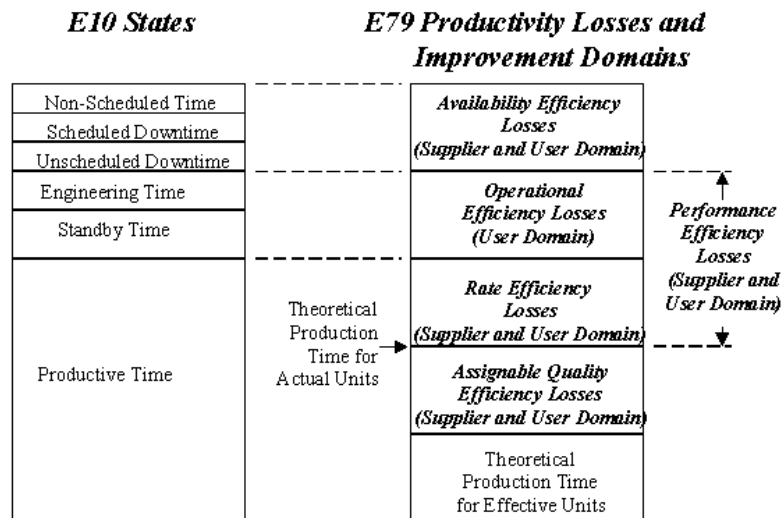 E10 States
E79 Productivity Losses and
Improvement Domains
Non-Scheduled Time
Scheduled Downtime
Unscheduled Downtime
Engineering Time
Standby Time
Productive Time
Theoretical
Production
Time for
Actual Units
Availability Efficiency
Losses
(Supplier and User Domain)
Operational
Efficiency Losses
(User Domain)
Rate Efficiency
Losses
(Supplier and User Domain)
Assignable Quality
Efficiency Losses
(Supplier and User Domain)
Theoretical
Production Time
for Effective Units
Performance
Efficiency
Losses
(Supplier and
User Domain)